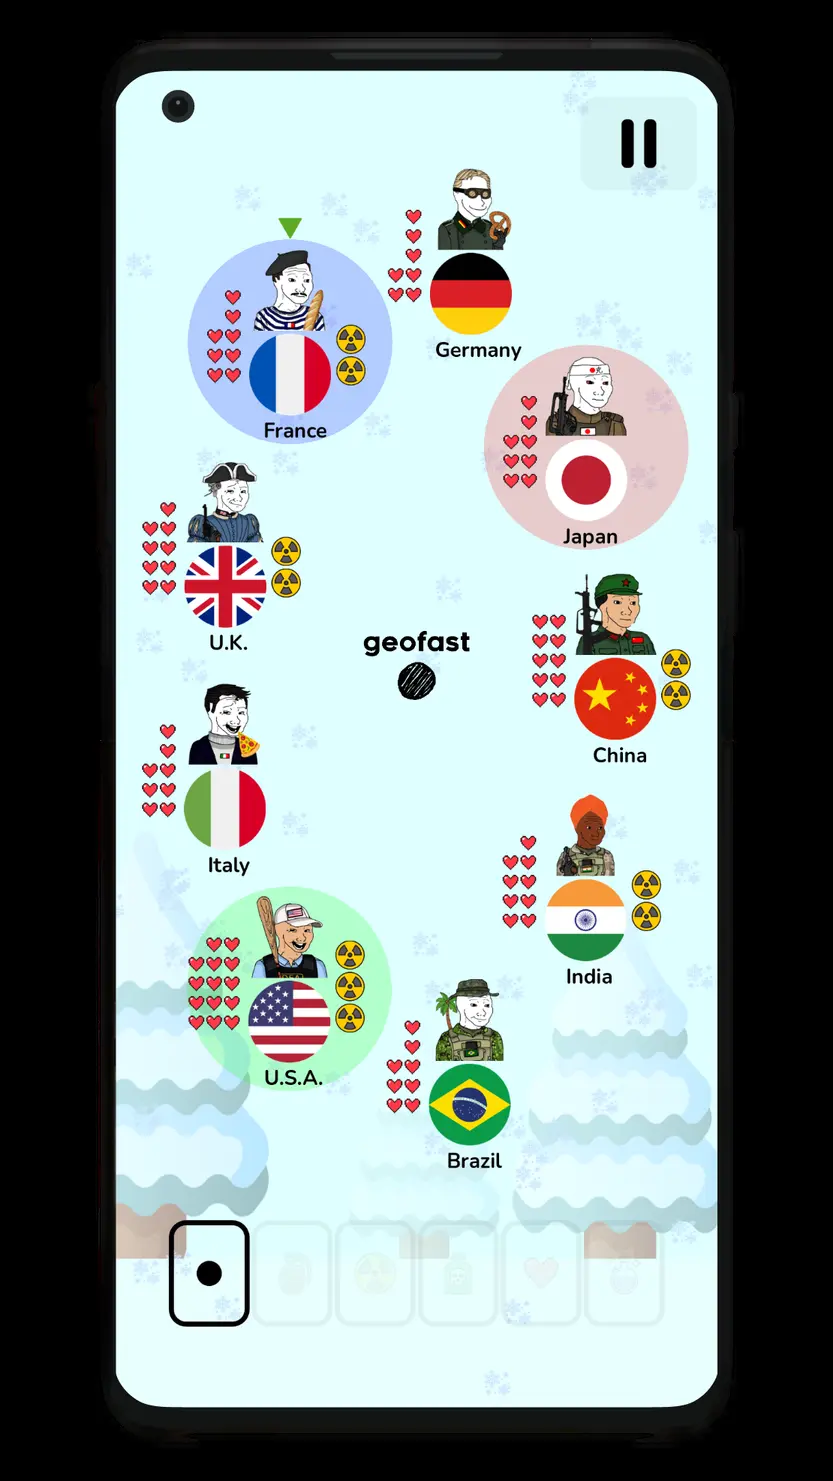 Germany
France
Japan
U.K.
geofast
China
Italy
India
U.S.A.
Brazil